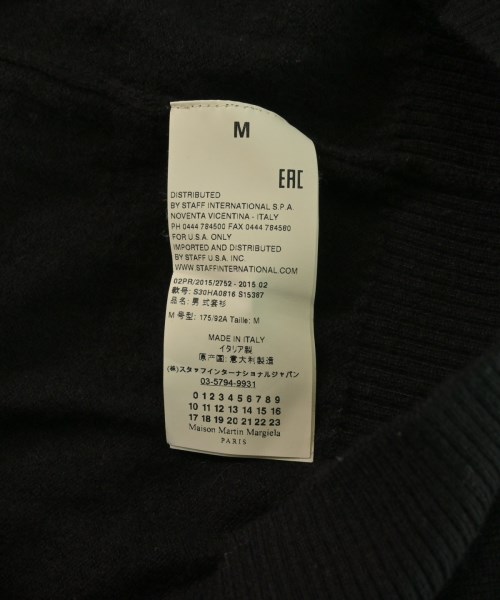 M
EAC
DISTRIBUTED
BY STAFF INTERNATIONAL S.P.A.
NOVENTA VICENTINA - ITALY
PH 0444 784500 FAX 0444 784560
FOR U.S.A. ONLY
IMPORTED AND DISTRIBUTED
BY STAFF U.S.A. INC.
WWW.STAFFINTERNATIONAL.COM
02PR/2015/2752 - 2015 02
款号: S30HA0816 S15367
品名: 男式套衫
M 号型: 175/92A Taille: M
MADE IN ITALY
イタリア製
原产国: 意大利製造
(株)スタッフインターナショナルジャパン
03-5794-9931
0 1 2 3 4 5 6 7 8 9
10 11 12 13 14 15 16
17 18 19 20 21 22 23
Maison Martin Margiela
PARIS